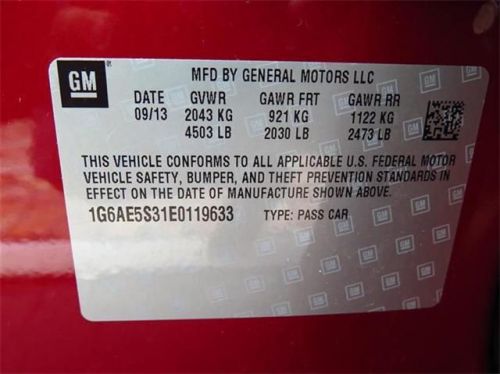 GM
MFD BY GENERAL MOTORS LLC
DATE GVWR GAWR FRT GAWR RR
09/13 2043 KG 921 KG 1122 KG
4503 LB 2030 LB 2473 LB
THIS VEHICLE CONFORMS TO ALL APPLICABLE U.S. FEDERAL MOTOR
VEHICLE SAFETY, BUMPER, AND THEFT PREVENTION STANDARDS IN
EFFECT ON THE DATE OF MANUFACTURE SHOWN ABOVE.
1G6AE5S31E0119633 TYPE: PASS CAR